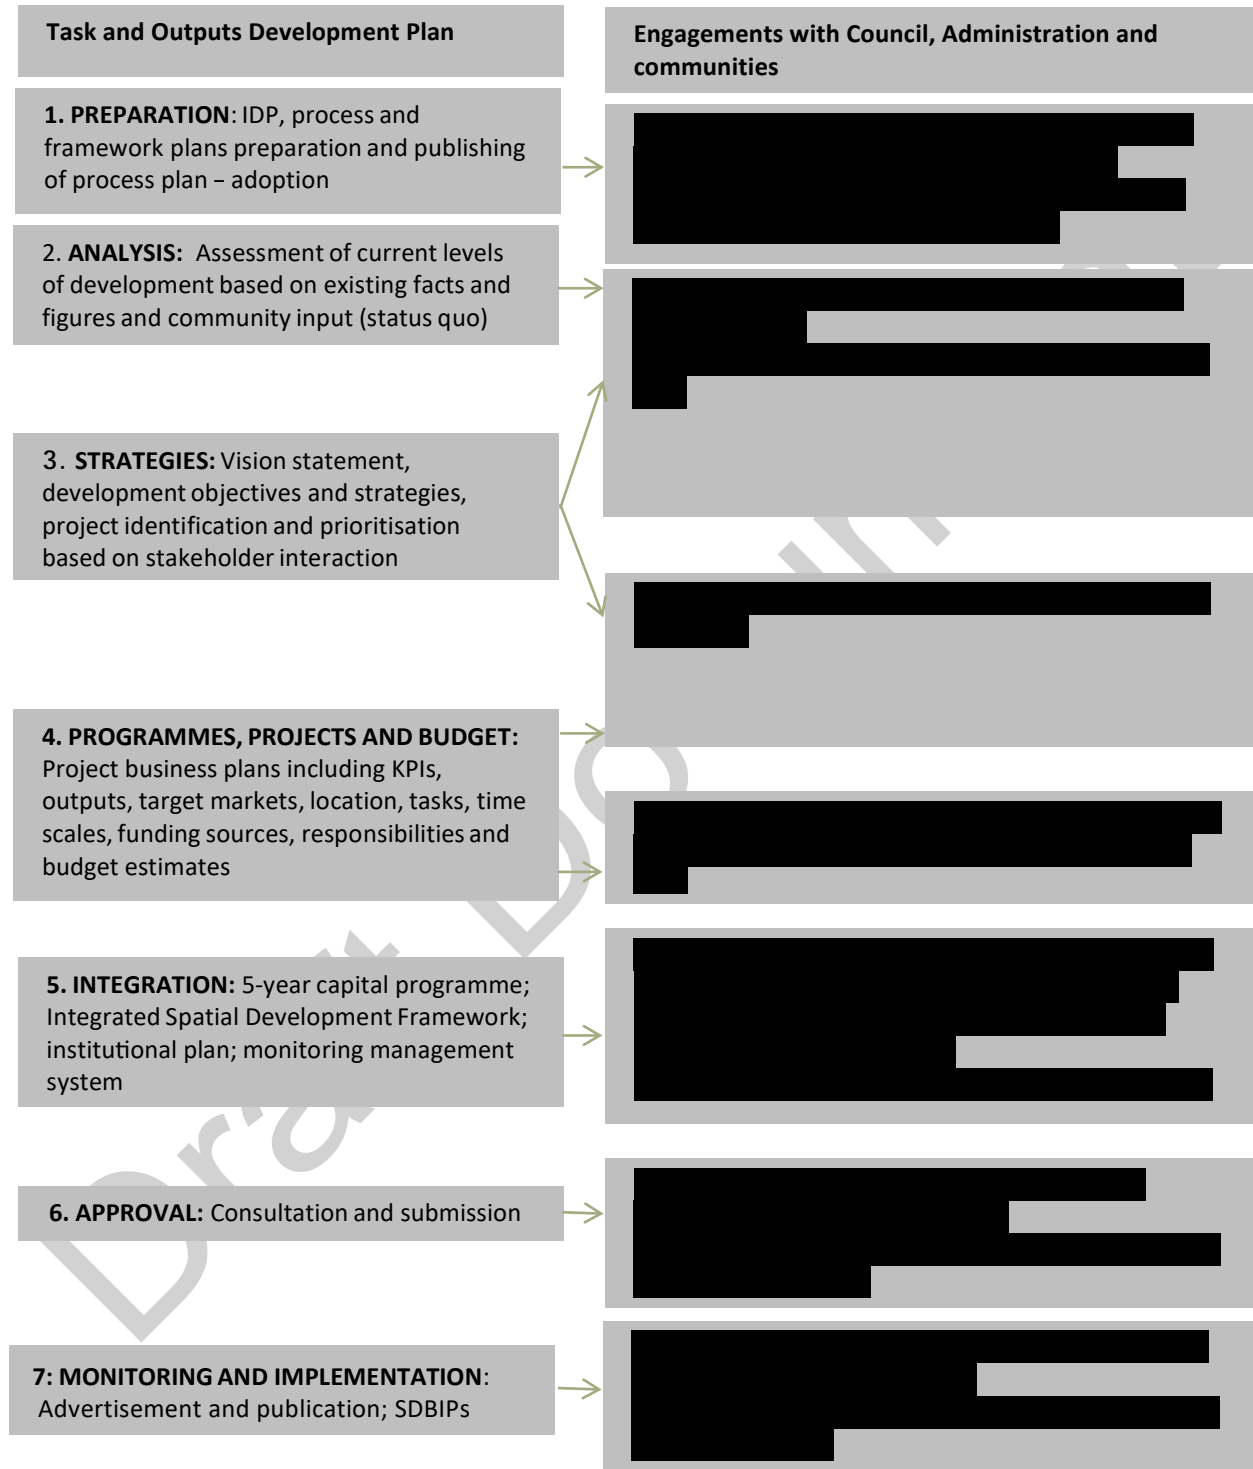 Task and Outputs Development Plan
Engagements with Council, Administration and
communities
1. PREPARATION: IDP, process and
framework plans preparation and publishing
of process plan – adoption
2. ANALYSIS: Assessment of current levels
of development based on existing facts and
figures and community input (status quo)
3. STRATEGIES: Vision statement,
development objectives and strategies,
project identification and prioritisation
based on stakeholder interaction
4. PROGRAMMES, PROJECTS AND BUDGET:
Project business plans including KPIs,
outputs, target markets, location, tasks, time
scales, funding sources, responsibilities and
budget estimates
5. INTEGRATION: 5-year capital programme;
Integrated Spatial Development Framework;
institutional plan; monitoring management
system
6. APPROVAL: Consultation and submission
7: MONITORING AND IMPLEMENTATION:
Advertisement and publication; SDBIPs
Draft